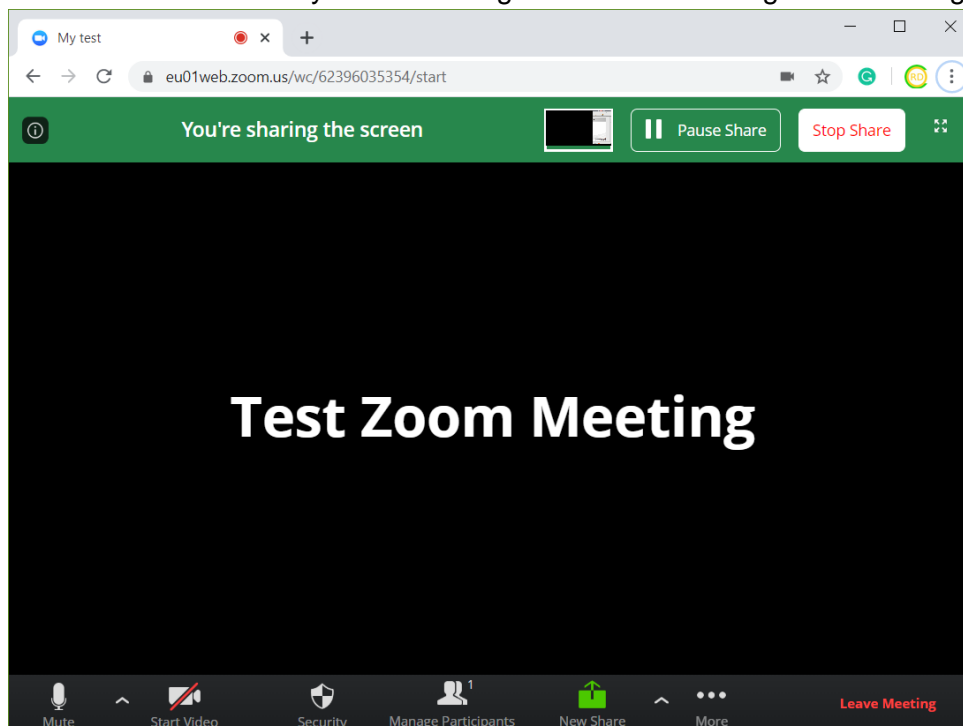 My test
eu01web.zoom.us/wc/62396035354/start
RD
You're sharing the screen
Pause Share
Stop Share
Test Zoom Meeting
1
Mute
Start Video
Security
Manage Participants
New Share
More
Leave Meeting